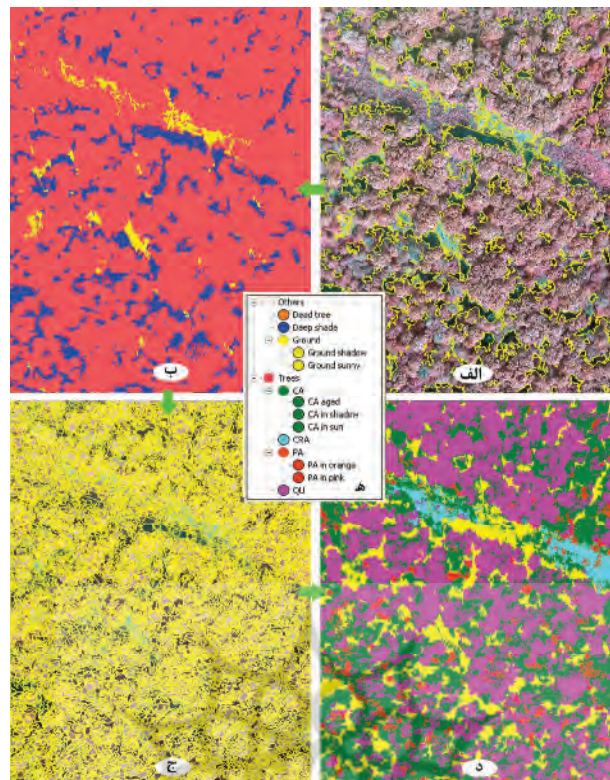 ب
الف
Others
Dead tree
Deep shade
Ground
Ground shadow
Ground sunny
Trees
CA
CA aged
CA in shadow
CA in sun
CRA
PA
PA in orange
PA in pink
QU
هـ
ج
د